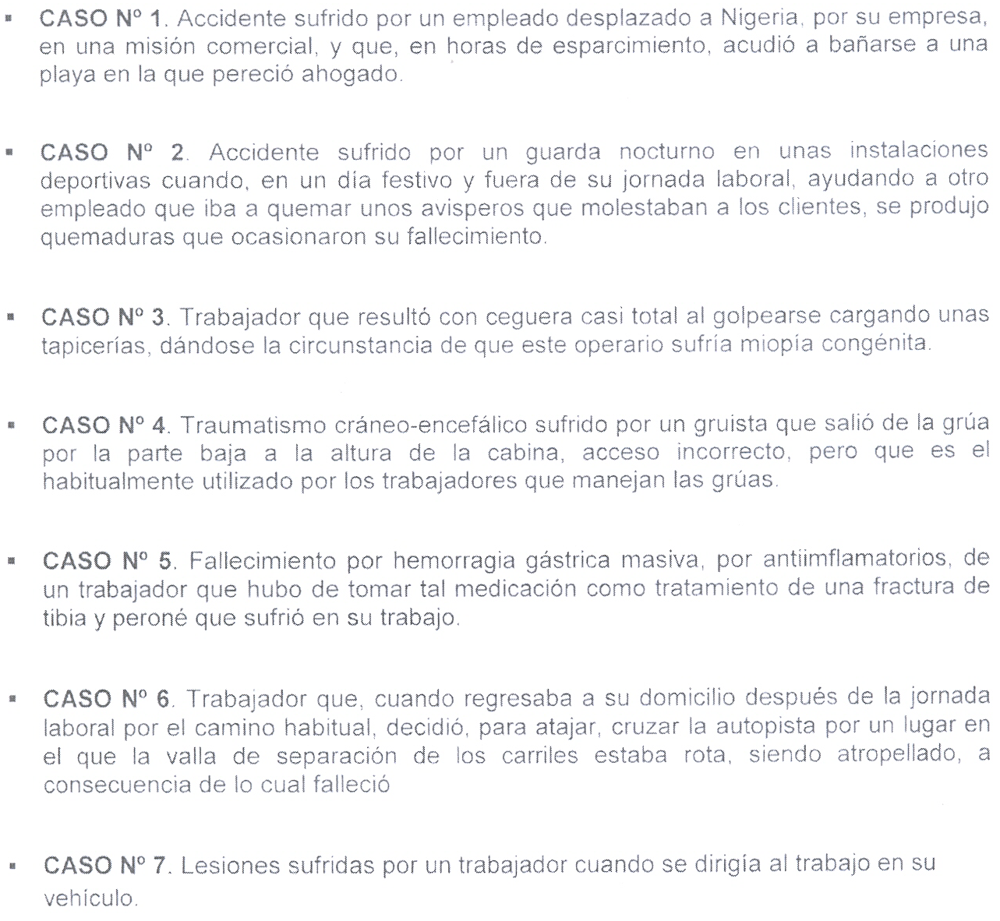 ▪ CASO Nº 1. Accidente sufrido por un empleado desplazado a Nigeria, por su empresa,
en una misión comercial, y que, en horas de esparcimiento, acudió a bañarse a una
playa en la que pereció ahogado.
▪ CASO Nº 2. Accidente sufrido por un guarda nocturno en unas instalaciones
deportivas cuando, en un día festivo y fuera de su jornada laboral, ayudando a otro
empleado que iba a quemar unos avisperos que molestaban a los clientes, se produjo
quemaduras que ocasionaron su fallecimiento.
▪ CASO Nº 3. Trabajador que resultó con ceguera casi total al golpearse cargando unas
tapicerías, dándose la circunstancia de que este operario sufría miopía congénita.
▪ CASO Nº 4. Traumatismo cráneo-encefálico sufrido por un gruista que salió de la grúa
por la parte baja a la altura de la cabina, acceso incorrecto, pero que es el
habitualmente utilizado por los trabajadores que manejan las grúas.
▪ CASO Nº 5. Fallecimiento por hemorragia gástrica masiva, por antiimflamatorios, de
un trabajador que hubo de tomar tal medicación como tratamiento de una fractura de
tibia y peroné que sufrió en su trabajo.
▪ CASO Nº 6. Trabajador que, cuando regresaba a su domicilio después de la jornada
laboral por el camino habitual, decidió, para atajar, cruzar la autopista por un lugar en
el que la valla de separación de los carriles estaba rota, siendo atropellado, a
consecuencia de lo cual falleció
▪ CASO Nº 7. Lesiones sufridas por un trabajador cuando se dirigía al trabajo en su
vehículo.